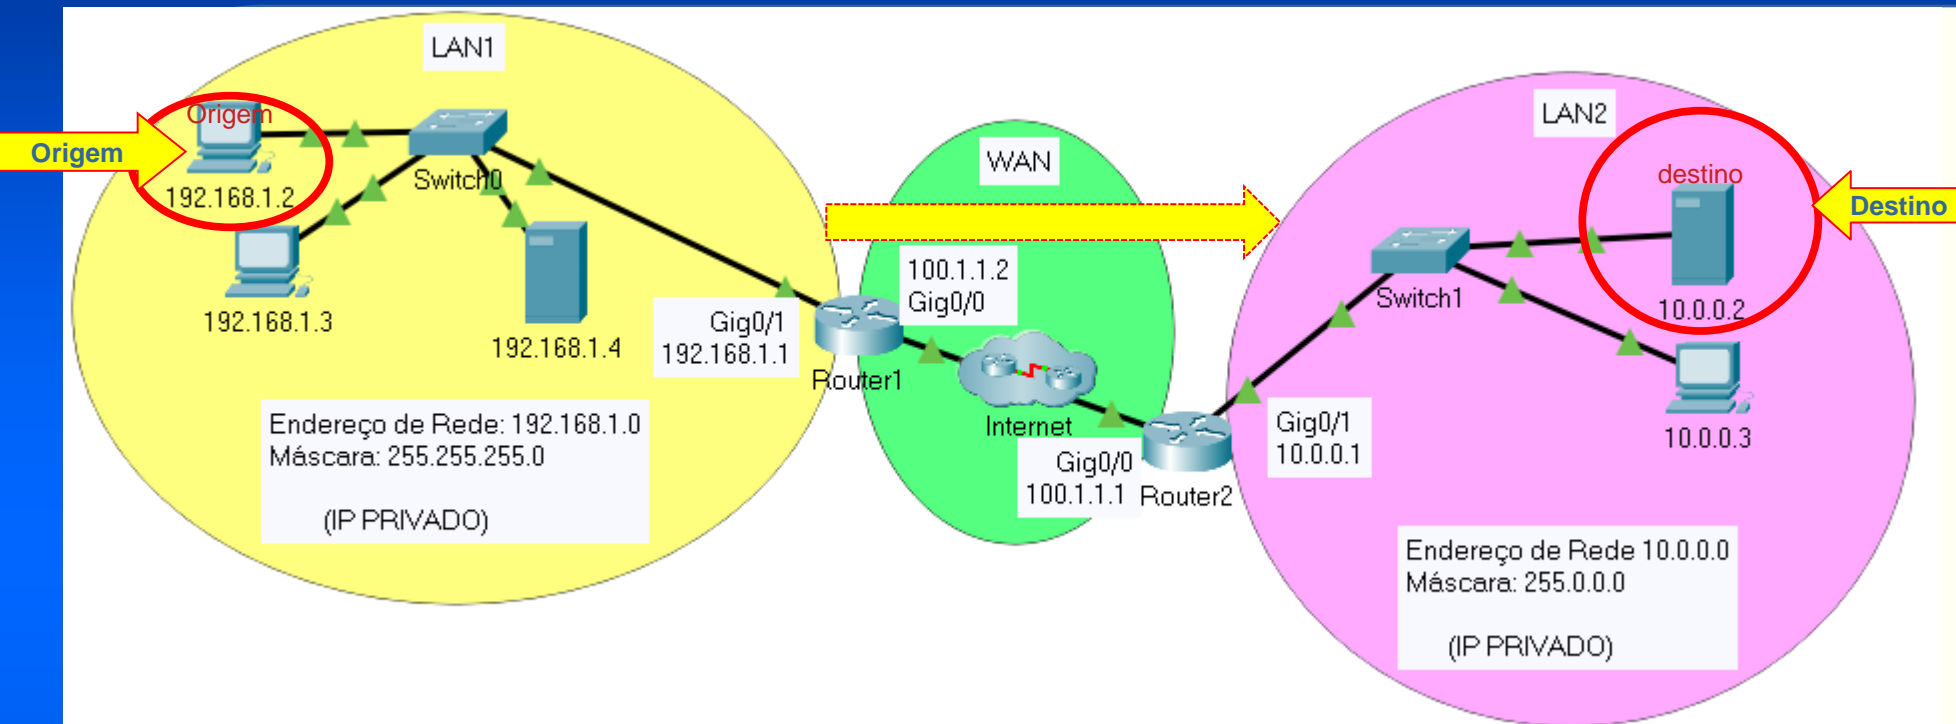 LAN1
Origem
Origem
192.168.1.2
Switch0
192.168.1.3
192.168.1.4
Gig0/1
192.168.1.1
Router1
Endereço de Rede: 192.168.1.0
Máscara: 255.255.255.0
(IP PRIVADO)
WAN
100.1.1.2
Gig0/0
Internet
Gig0/0
100.1.1.1
Router2
LAN2
destino
Destino
Switch1
10.0.0.2
10.0.0.3
Gig0/1
10.0.0.1
Endereço de Rede 10.0.0.0
Máscara: 255.0.0.0
(IP PRIVADO)